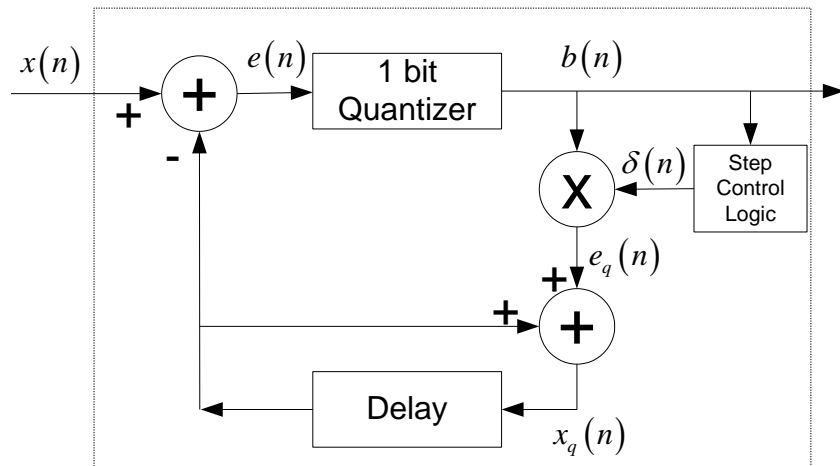 x(n)
e(n)
1 bit
Quantizer
b(n)
+
+
-
δ(n)
Step
Control
Logic
X
e_q(n)
+
+
+
Delay
x_q(n)